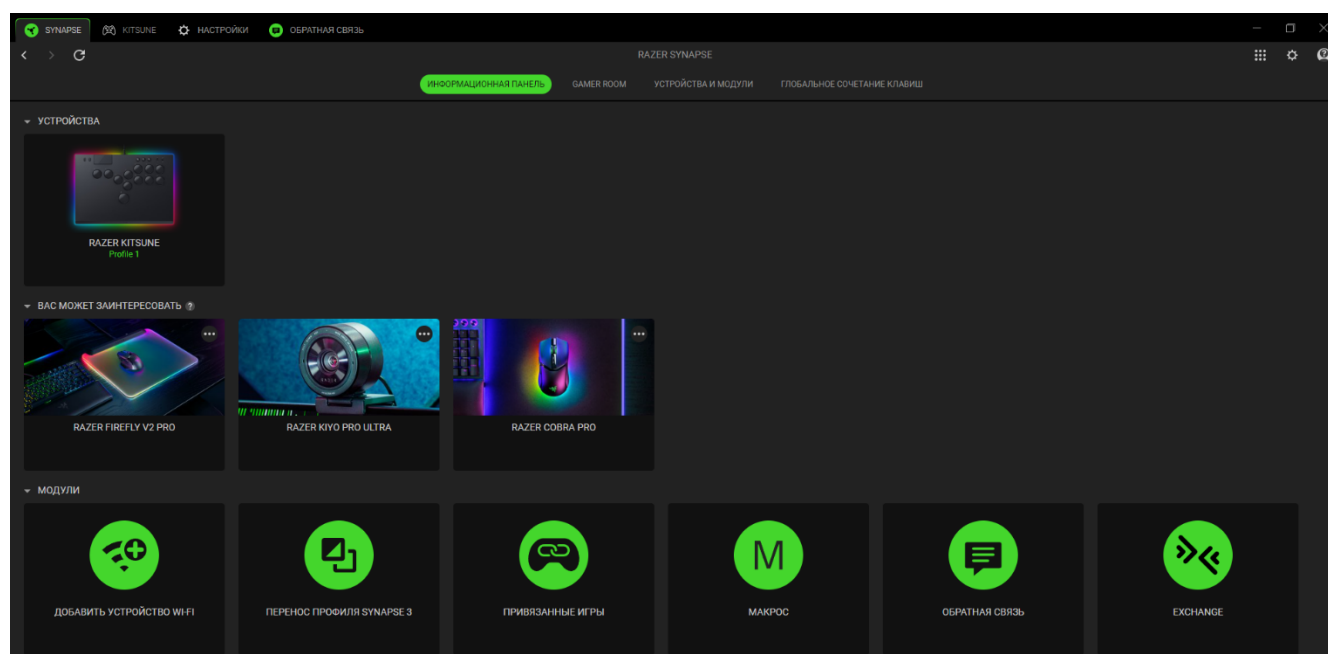 SYNAPSE
KITSUNE
НАСТРОЙКИ
ОБРАТНАЯ СВЯЗЬ
RAZER SYNAPSE
ИНФОРМАЦИОННАЯ ПАНЕЛЬ
GAMER ROOM
УСТРОЙСТВА И МОДУЛИ
ГЛОБАЛЬНОЕ СОЧЕТАНИЕ КЛАВИШ
УСТРОЙСТВА
RAZER KITSUNE
Profile 1
ВАС МОЖЕТ ЗАИНТЕРЕСОВАТЬ ?
RAZER FIREFLY V2 PRO
RAZER KIYO PRO ULTRA
RAZER COBRA PRO
МОДУЛИ
ДОБАВИТЬ УСТРОЙСТВО WI-FI
ПЕРЕНОС ПРОФИЛЯ SYNAPSE 3
ПРИВЯЗАННЫЕ ИГРЫ
M
МАКРОС
ОБРАТНАЯ СВЯЗЬ
EXCHANGE